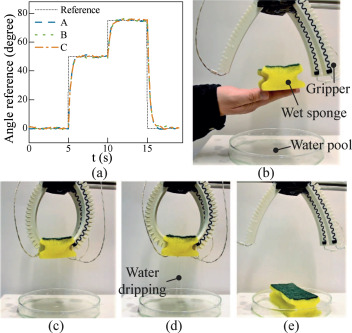 Reference
A
B
C
Angle reference (degree)
80
60
40
20
0
0
5
10
15
t (s)
(a)
Gripper
Wet sponge
Water pool
(b)
Water
dripping
(c)
(d)
(e)